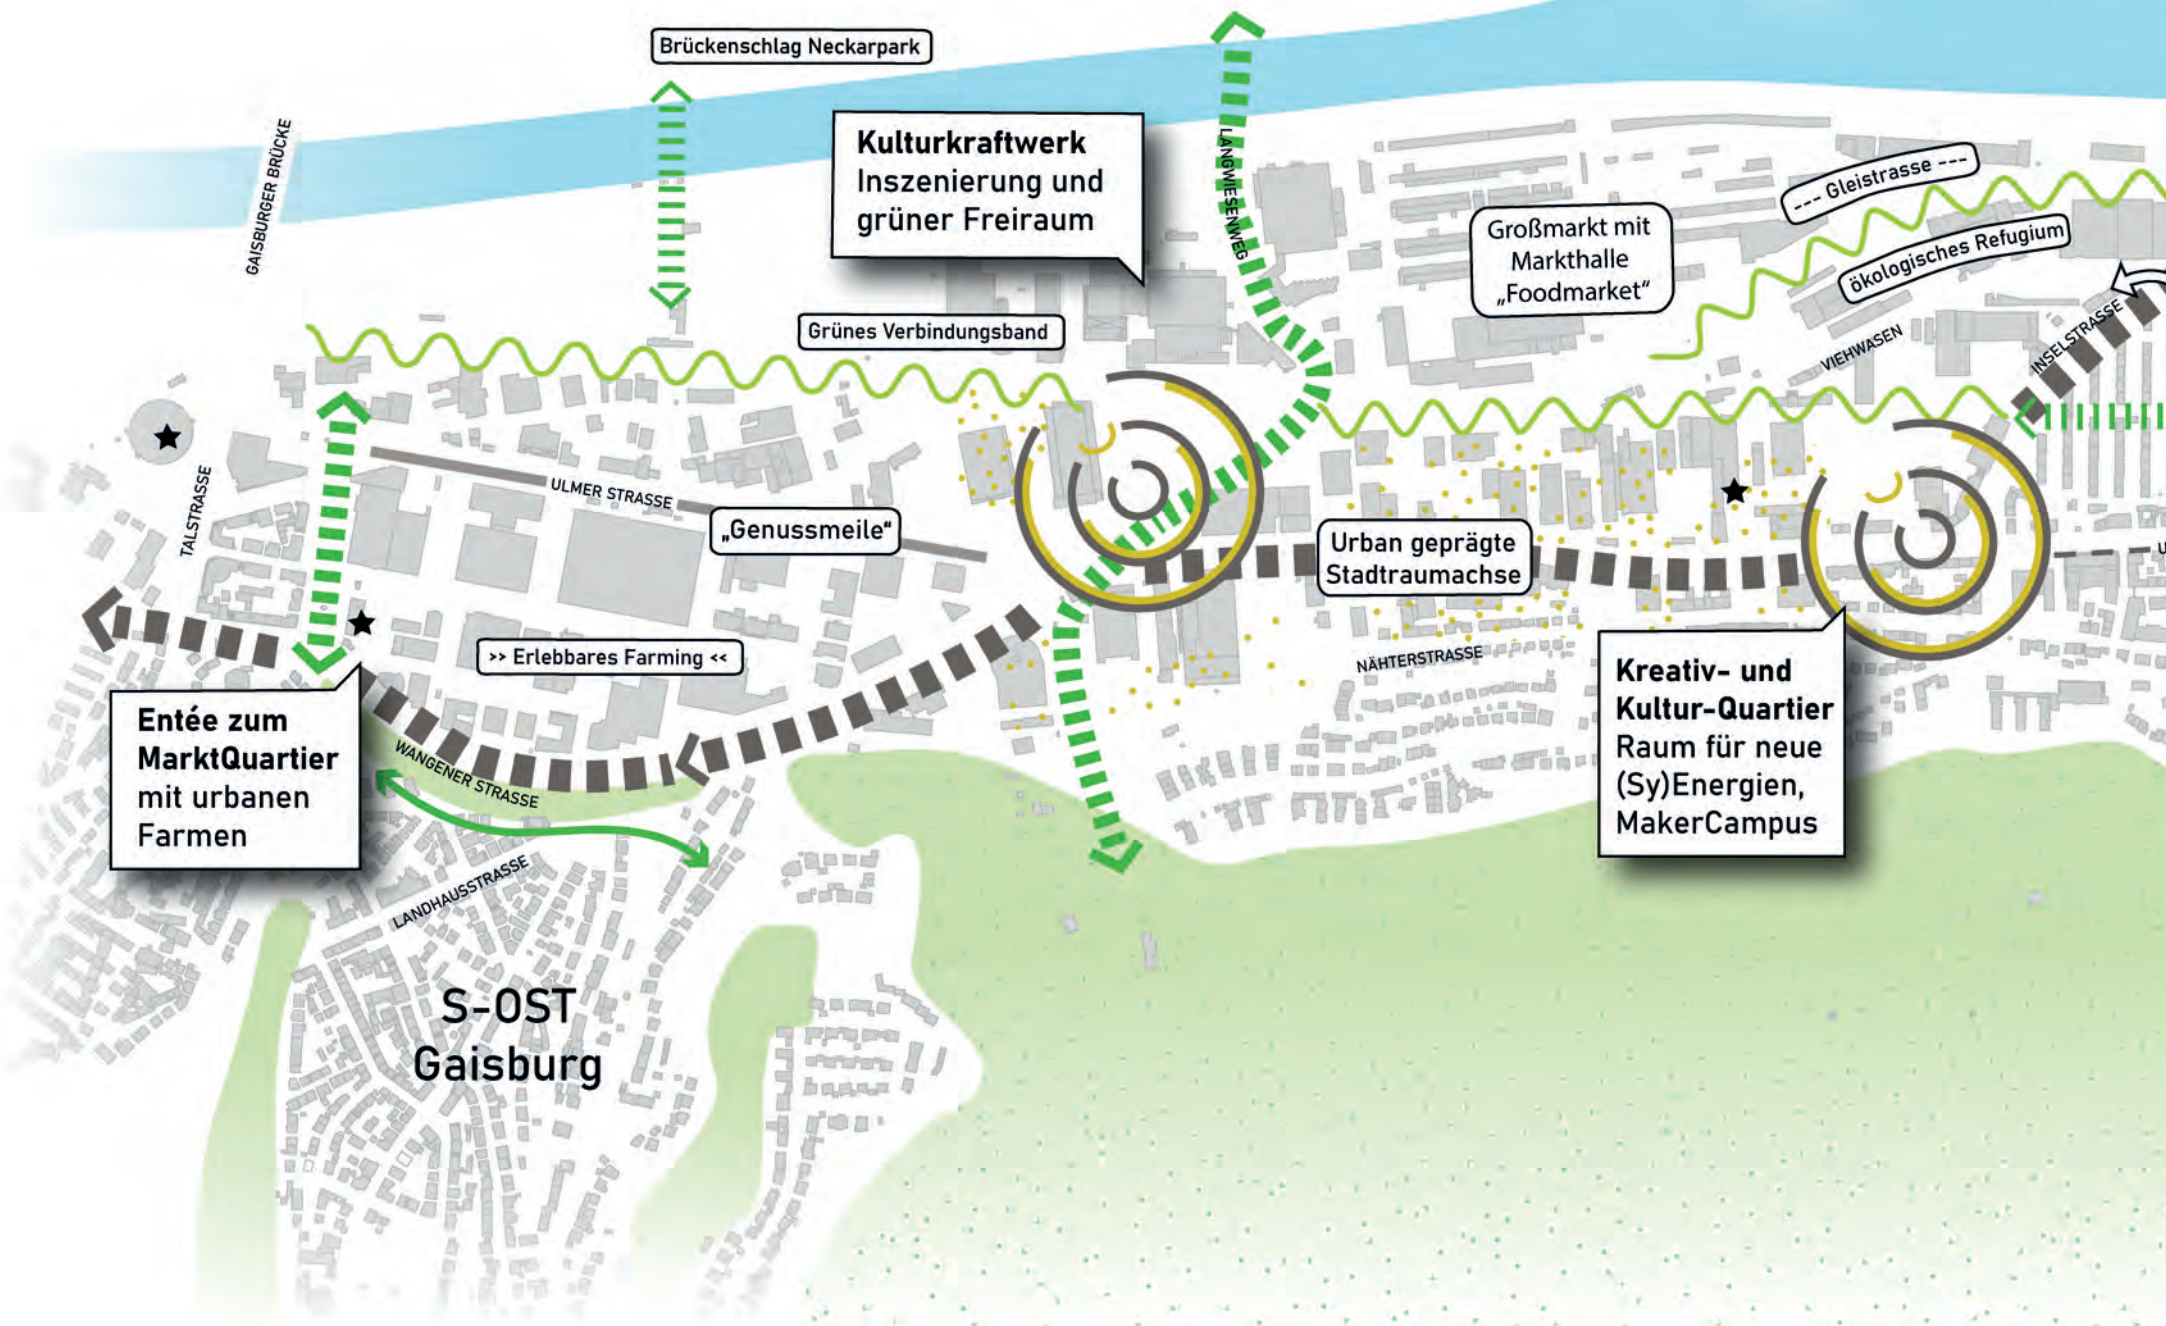 Brückenschlag Neckarpark
GAISBURGER BRÜCKE
Kulturkraftwerk
Inszenierung und
grüner Freiraum
LANGWIESENWEG
--- Gleistrasse ---
Großmarkt mit
Markthalle
„Foodmarket“
ökologisches Refugium
Grünes Verbindungsband
VIEHWASEN
INSELSTRASSE
TALSTRASSE
ULMER STRASSE
„Genussmeile“
Urban geprägte
Stadtraumachse
U
>> Erlebbares Farming <<
NÄHTERSTRASSE
Entée zum
MarktQuartier
mit urbanen
Farmen
WANGENER STRASSE
Kreativ- und
Kultur-Quartier
Raum für neue
(Sy)Energien,
MakerCampus
LANDHAUSSTRASSE
S-OST
Gaisburg